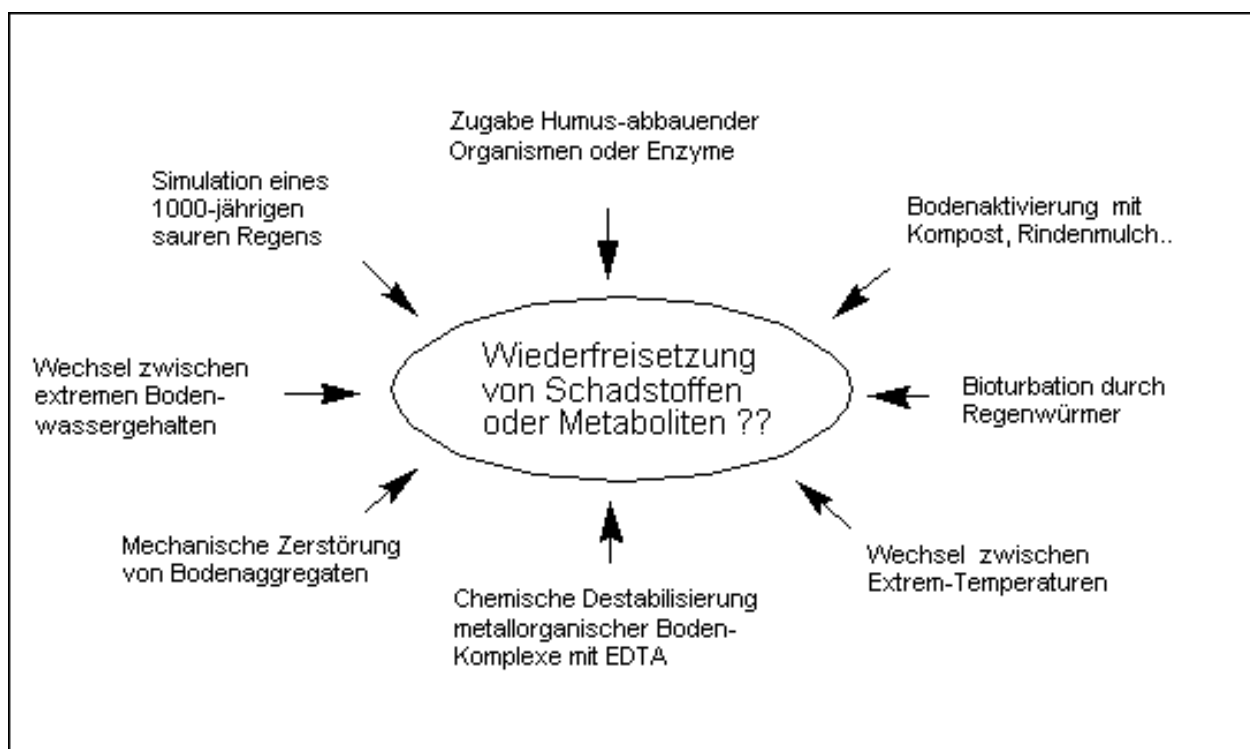 Zugabe Humus-abbauender
Organismen oder Enzyme
Simulation eines
1000-jährigen
sauren Regens
Bodenaktivierung mit
Kompost, Rindenmulch..
Wiederfreisetzung
von Schadstoffen
oder Metaboliten ??
Wechsel zwischen
extremen Boden-
wassergehalten
Bioturbation durch
Regenwürmer
Mechanische Zerstörung
von Bodenaggregaten
Wechsel zwischen
Extrem-Temperaturen
Chemische Destabilisierung
metallorganischer Boden-
Komplexe mit EDTA